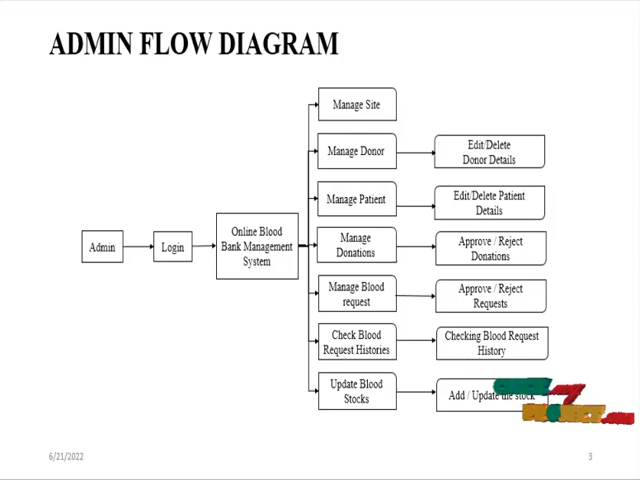 ADMIN FLOW DIAGRAM
Manage Site
Manage Donor
Edit/Delete
Donor Details
Manage Patient
Edit/Delete Patient
Details
Admin
Login
Online Blood
Bank Management
System
Manage
Donations
Approve / Reject
Donations
Manage Blood
request
Approve / Reject
Requests
Check Blood
Request Histories
Checking Blood Request
History
Update Blood
Stocks
Add / Update the stock
6/21/2022
3